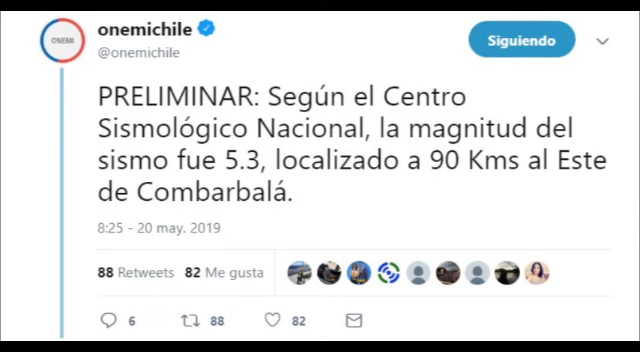 onemichile
ONEMI
@onemichile
Siguiendo
PRELIMINAR: Según el Centro
Sismológico Nacional, la magnitud del
sismo fue 5.3, localizado a 90 Kms al Este
de Combarbalá.
8:25 - 20 may. 2019
88 Retweets 82 Me gusta
6 88 82